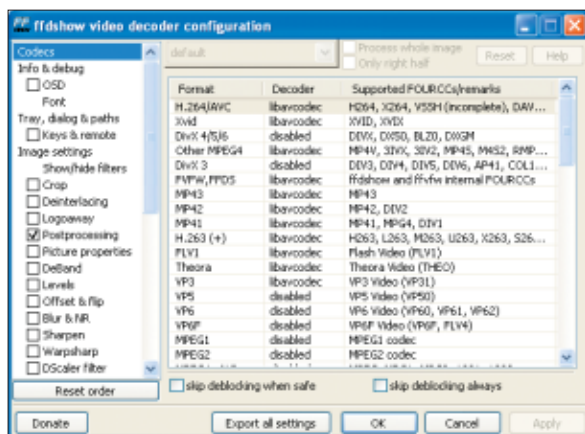 ffdshow video decoder configuration
Codecs
Info & debug
OSD
Font
Tray, dialog & paths
Keys & remote
Image settings
Show/hide filters
Crop
Deinterlacing
Logoaway
Postprocessing
Picture properties
DeBand
Levels
Offset & flip
Blur & NR
Sharpen
Warpsharp
DScaler filter
Reset order
default
Process whole image
Only right half
Reset
Help
Format Decoder Supported FOURCCs/remarks
H.264/AVC libavcodec H264, X264, VSSH (incomplete), DAV...
Xvid libavcodec XVID, XVIX
DivX 4/5/6 disabled DIVX, DX50, BLZ0, DXGM
Other MPEG4 libavcodec MP4V, 3IVX, 3IV2, MP4S, M4S2, RMP...
DivX 3 disabled DIV3, DIV4, DIV5, DIV6, AP41, COL1...
FVFW,FFDS libavcodec ffdshow and ffvfw internal FOURCCs
MP43 libavcodec MP43
MP42 libavcodec MP42, DIV2
MP41 libavcodec MP41, MPG4, DIV1
H.263 (+) libavcodec H263, L263, M263, U263, X263, S26...
FLV1 libavcodec Flash Video (FLV1)
Theora libavcodec Theora Video (THEO)
VP3 libavcodec VP3 Video (VP31)
VP5 disabled VP5 Video (VP50)
VP6 disabled VP6 Video (VP60, VP61, VP62)
VP6F disabled VP6F Video (VP6F, FLV4)
MPEG1 disabled MPEG1 codec
MPEG2 disabled MPEG2 codec
skip deblocking when safe
skip deblocking always
Donate
Export all settings
OK
Cancel
Apply